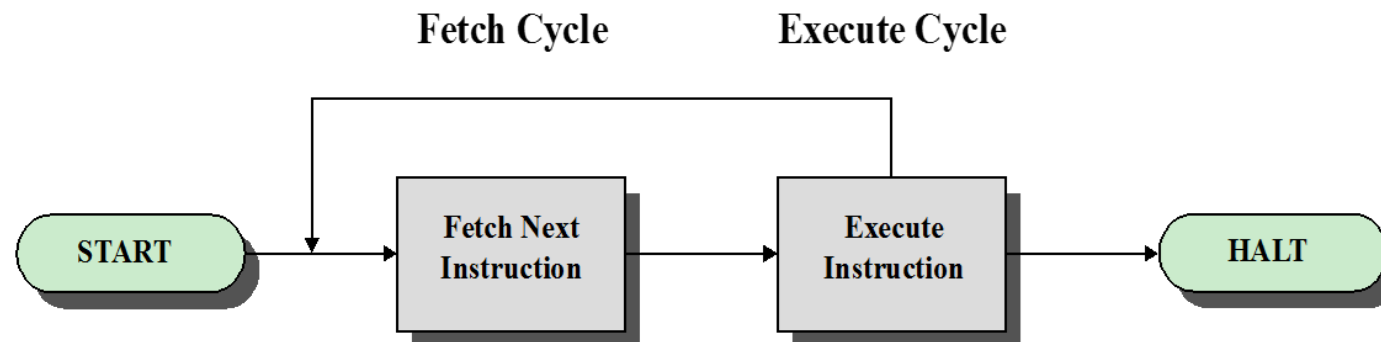 Fetch Cycle
Execute Cycle
START
Fetch Next
Instruction
Execute
Instruction
HALT